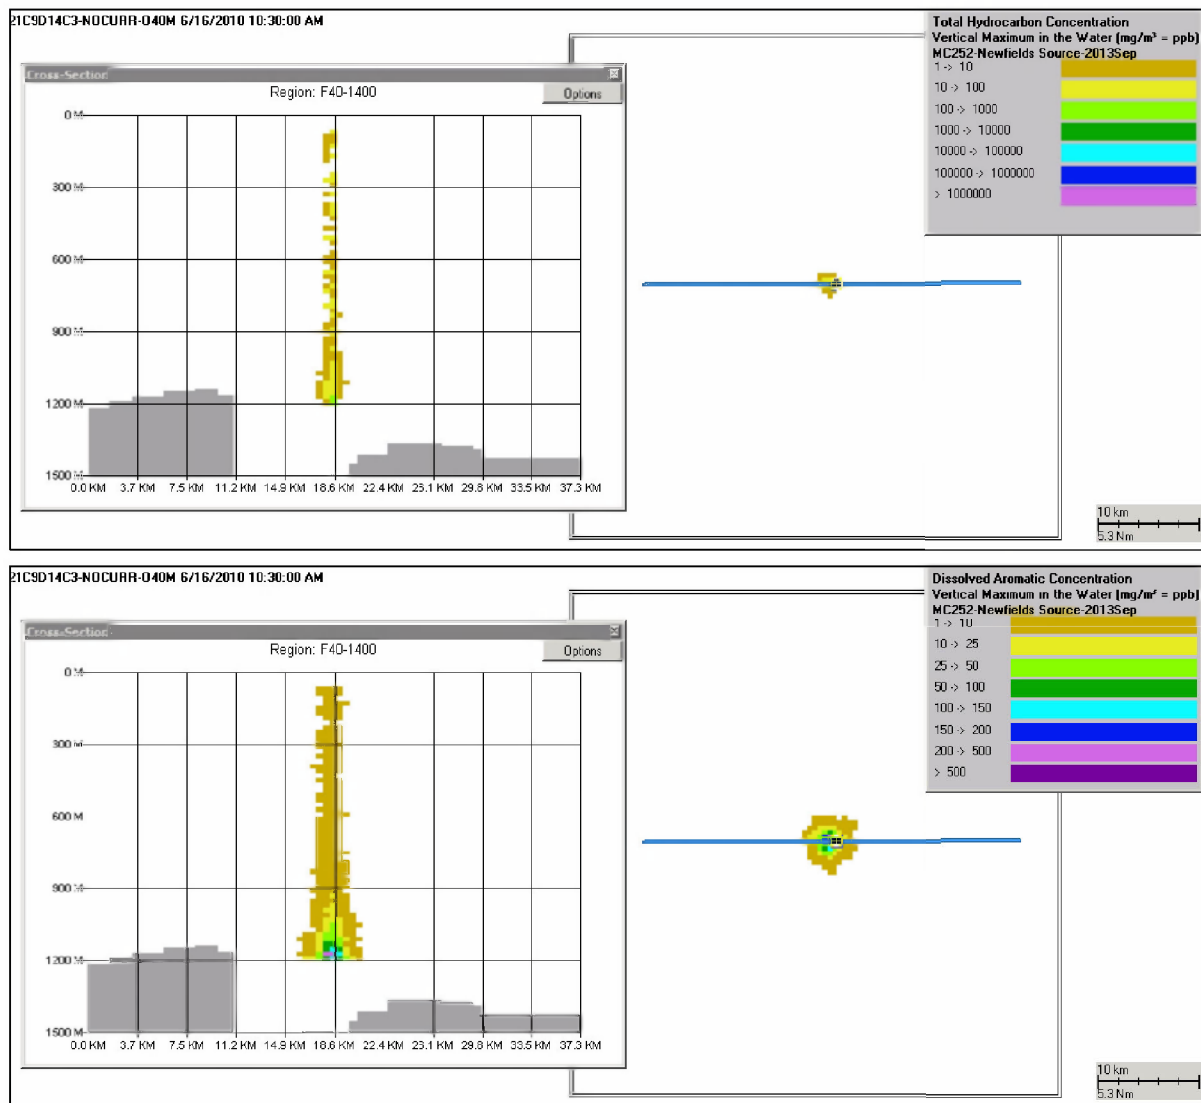 21C9D14C3-NOCURR-O40M 6/16/2010 10:30:00 AM
Total Hydrocarbon Concentration
Vertical Maximum in the Water (mg/m³ = ppb)
MC252-Newfields Source-2013Sep
1 -> 10
10 -> 100
100 -> 1000
1000 -> 10000
10000 -> 100000
100000 -> 1000000
> 1000000
Cross-Section
Region: F40-1400
Options
0 M
300 M
600 M
900 M
1200 M
1500 M
0.0 KM 3.7 KM 7.5 KM 11.2 KM 14.9 KM 18.6 KM 22.4 KM 26.1 KM 29.8 KM 33.5 KM 37.3 KM
10 km
5.3 Nm
21C9D14C3-NOCURR-O40M 6/16/2010 10:30:00 AM
Dissolved Aromatic Concentration
Vertical Maximum in the Water (mg/m³ = ppb)
MC252-Newfields Source-2013Sep
1 -> 10
10 -> 25
25 -> 50
50 -> 100
100 -> 150
150 -> 200
200 -> 500
> 500
Cross-Section
Region: F40-1400
Options
0 M
300 M
600 M
900 M
1200 M
1500 M
0.0 KM 3.7 KM 7.5 KM 11.2 KM 14.9 KM 18.6 KM 22.4 KM 26.1 KM 29.8 KM 33.5 KM 37.3 KM
10 km
5.3 Nm